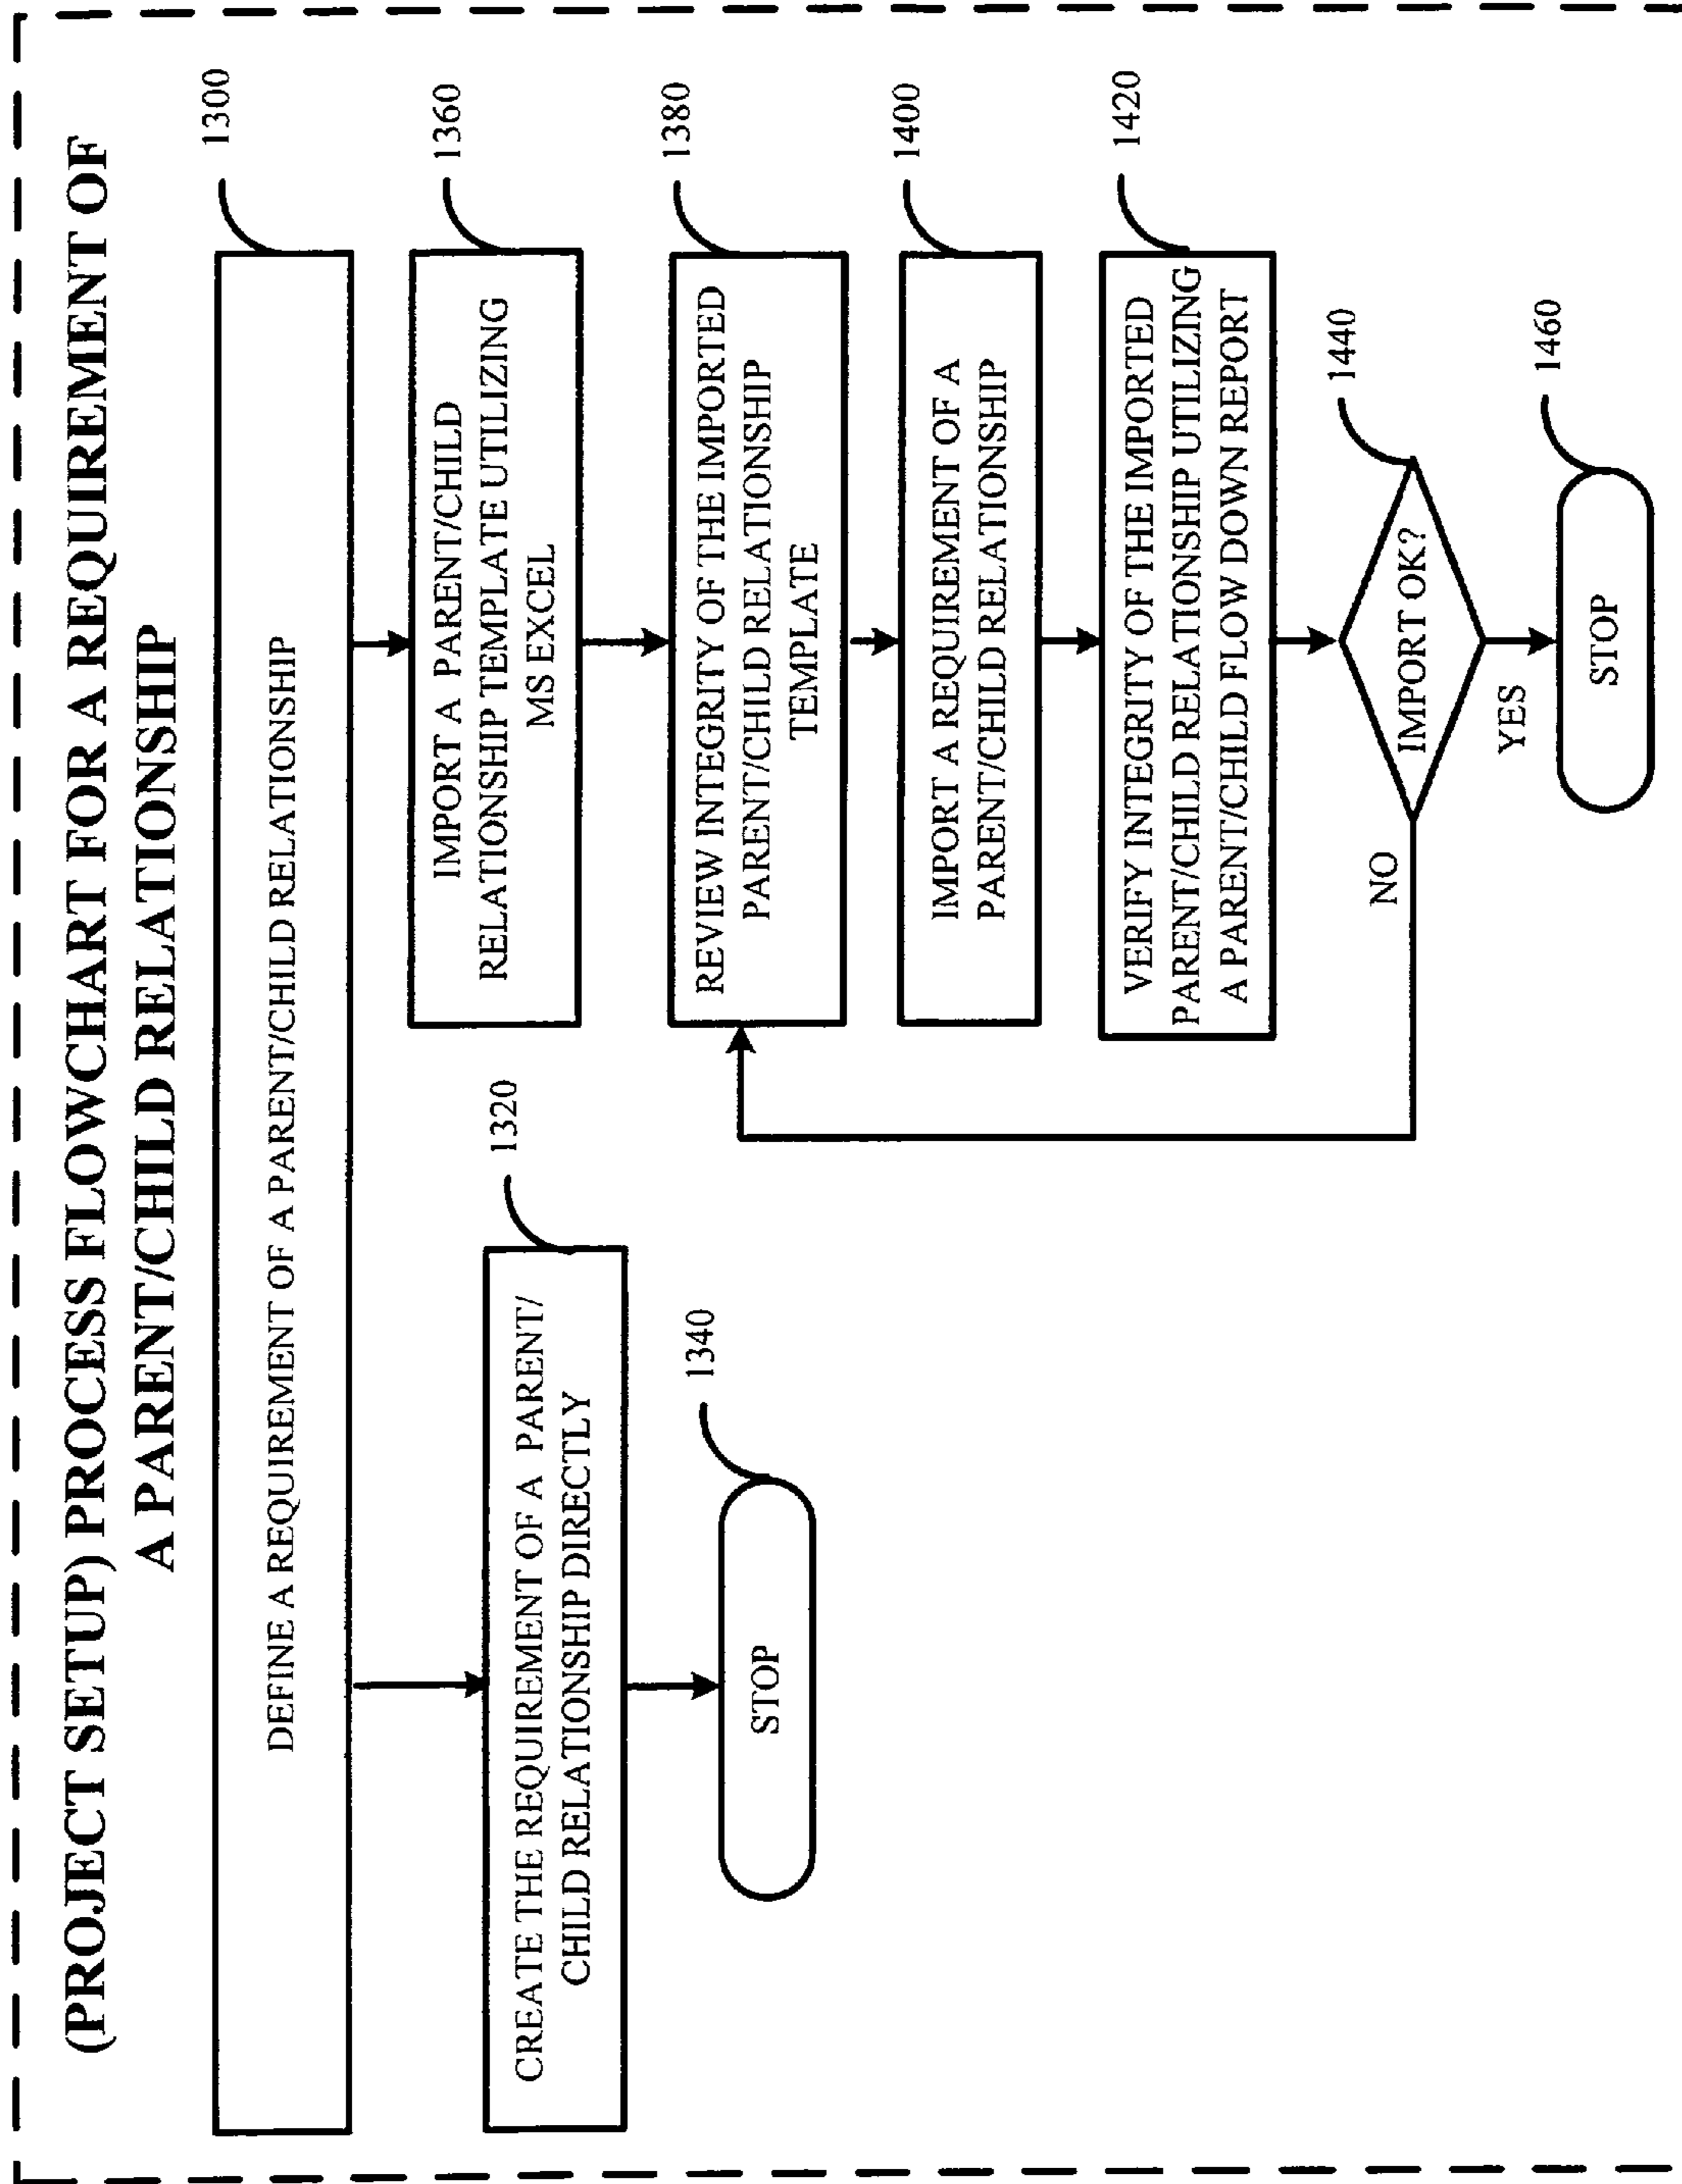 (PROJECT SETUP) PROCESS FLOWCHART FOR A REQUIREMENT OF
A PARENT/CHILD RELATIONSHIP
1300
DEFINE A REQUIREMENT OF A PARENT/CHILD RELATIONSHIP
1320
CREATE THE REQUIREMENT OF A PARENT/
CHILD RELATIONSHIP DIRECTLY
1340
STOP
1360
IMPORT A PARENT/CHILD
RELATIONSHIP TEMPLATE UTILIZING
MS EXCEL
1380
REVIEW INTEGRITY OF THE IMPORTED
PARENT/CHILD RELATIONSHIP
TEMPLATE
1400
IMPORT A REQUIREMENT OF A
PARENT/CHILD RELATIONSHIP
1420
VERIFY INTEGRITY OF THE IMPORTED
PARENT/CHILD RELATIONSHIP UTILIZING
A PARENT/CHILD FLOW DOWN REPORT
1440
IMPORT OK?
NO
YES
1460
STOP